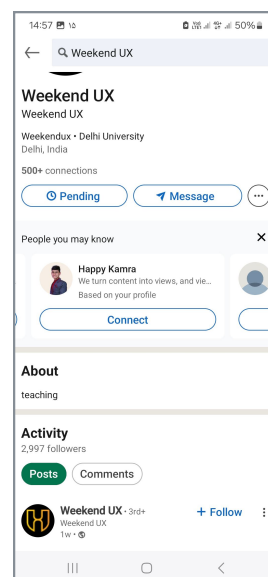 14:57
50%
Weekend UX
Weekend UX
Weekend UX
Weekendux • Delhi University
Delhi, India
500+ connections
Pending
Message
People you may know
Happy Kamra
We turn content into views, and vie...
Based on your profile
Connect
About
teaching
Activity
2,997 followers
Posts
Comments
Weekend UX • 3rd+
+ Follow
Weekend UX
1w •